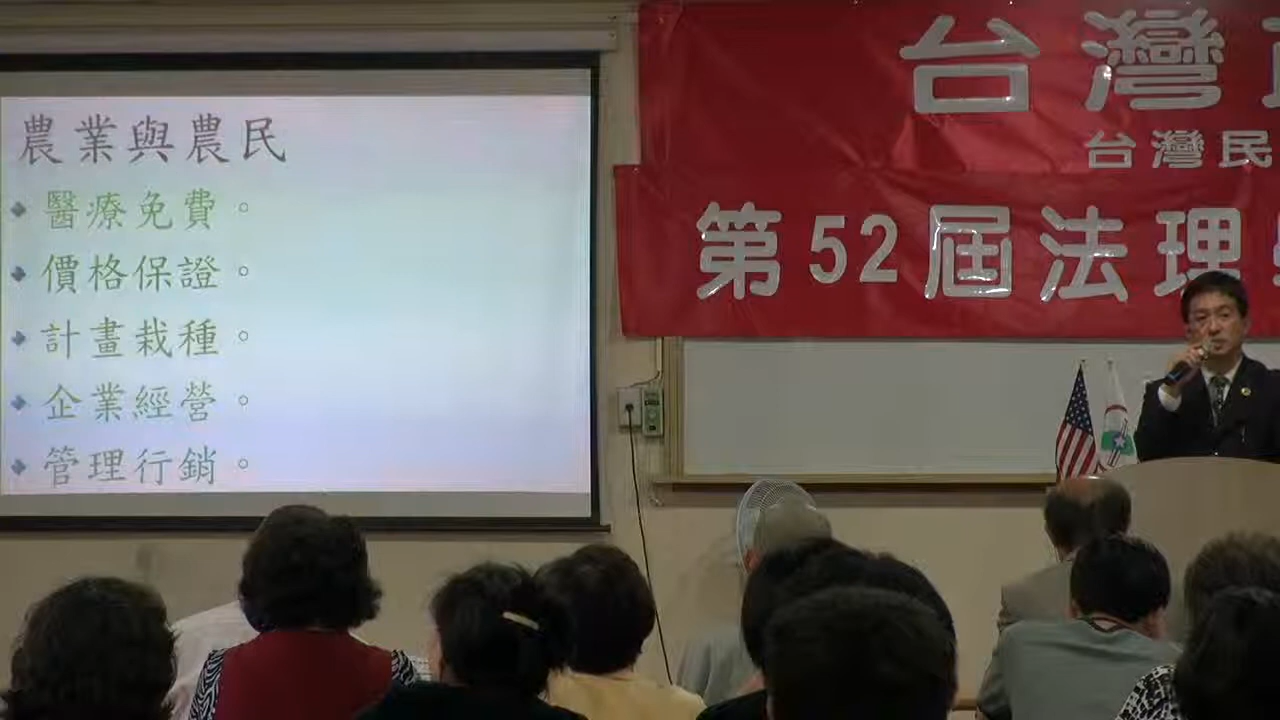 農業與農民
醫療免費。
價格保證。
計畫栽種。
企業經營。
管理行銷。
台灣
台灣民
第52屆法理